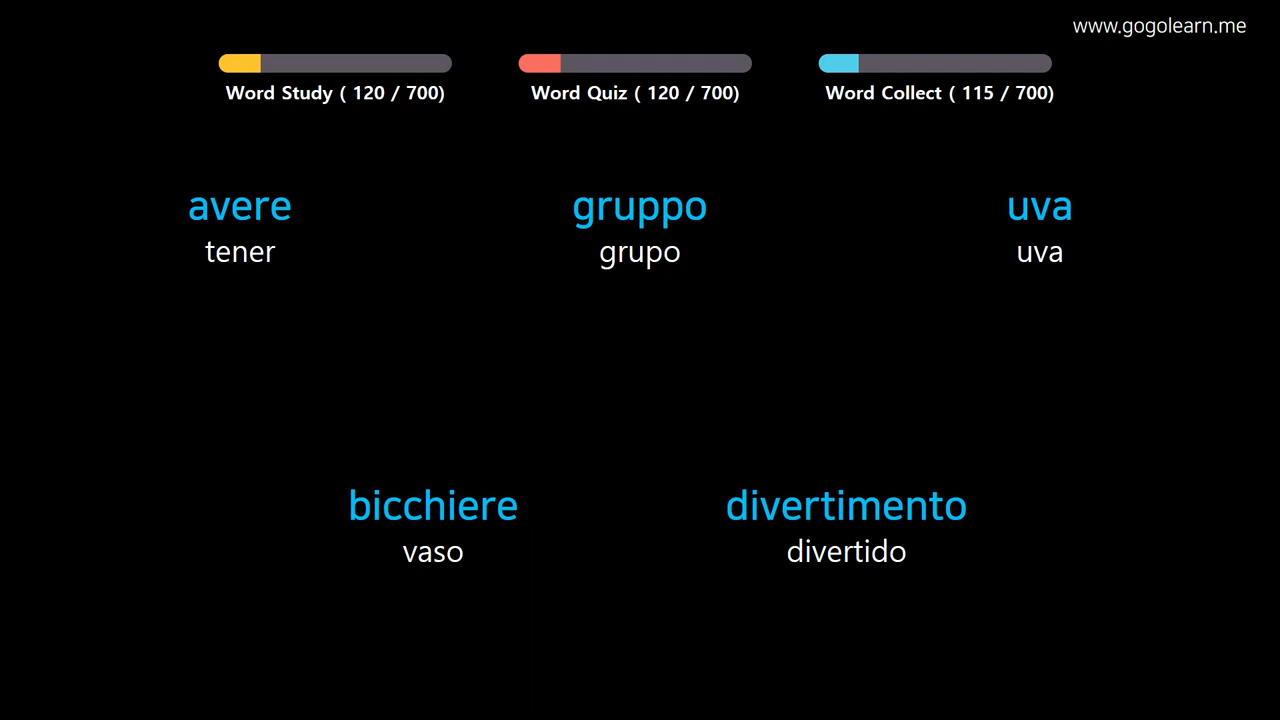 www.gogolearn.me
Word Study ( 120 / 700)
Word Quiz ( 120 / 700)
Word Collect ( 115 / 700)
avere
tener
gruppo
grupo
uva
uva
bicchiere
vaso
divertimento
divertido